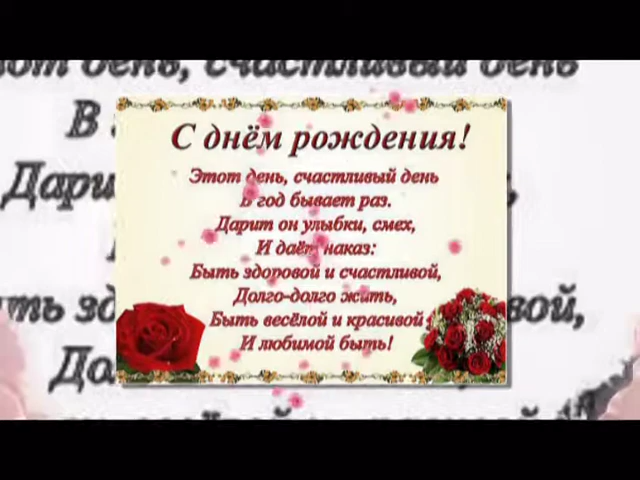 С днём рождения!
Этот день, счастливый день
В год бывает раз.
Дарит он улыбки, смех,
И даёт наказ:
Быть здоровой и счастливой,
Долго-долго жить,
Быть весёлой и красивой
И любимой быть!